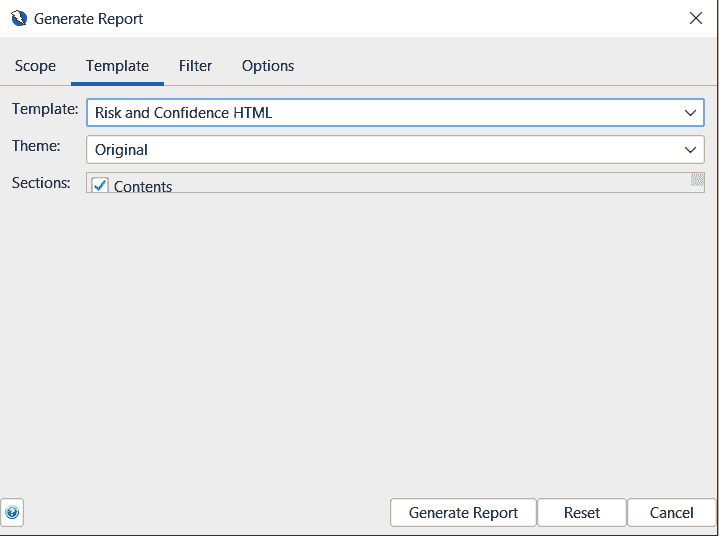 Generate Report
Scope Template Filter Options
Template: Risk and Confidence HTML
Theme: Original
Sections: Contents
Generate Report Reset Cancel